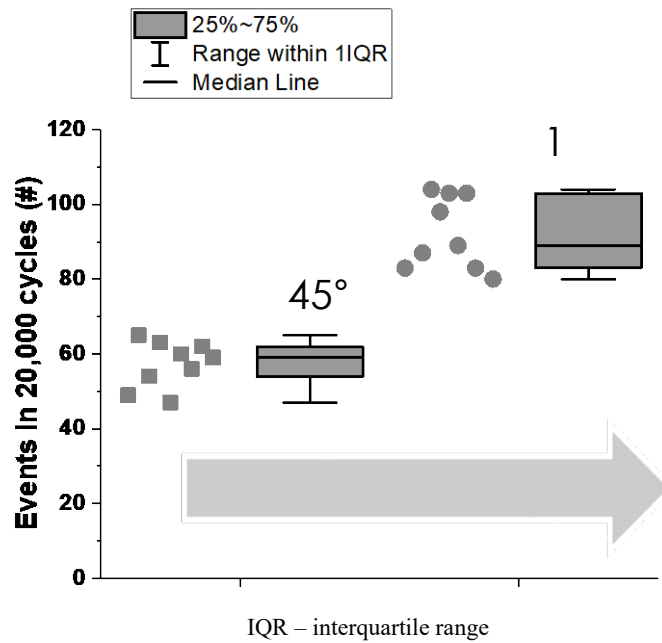 25%~75%
Range within 1IQR
Median Line
Events In 20,000 cycles (#)
120
100
80
60
40
20
0
45°
1
IQR – interquartile range